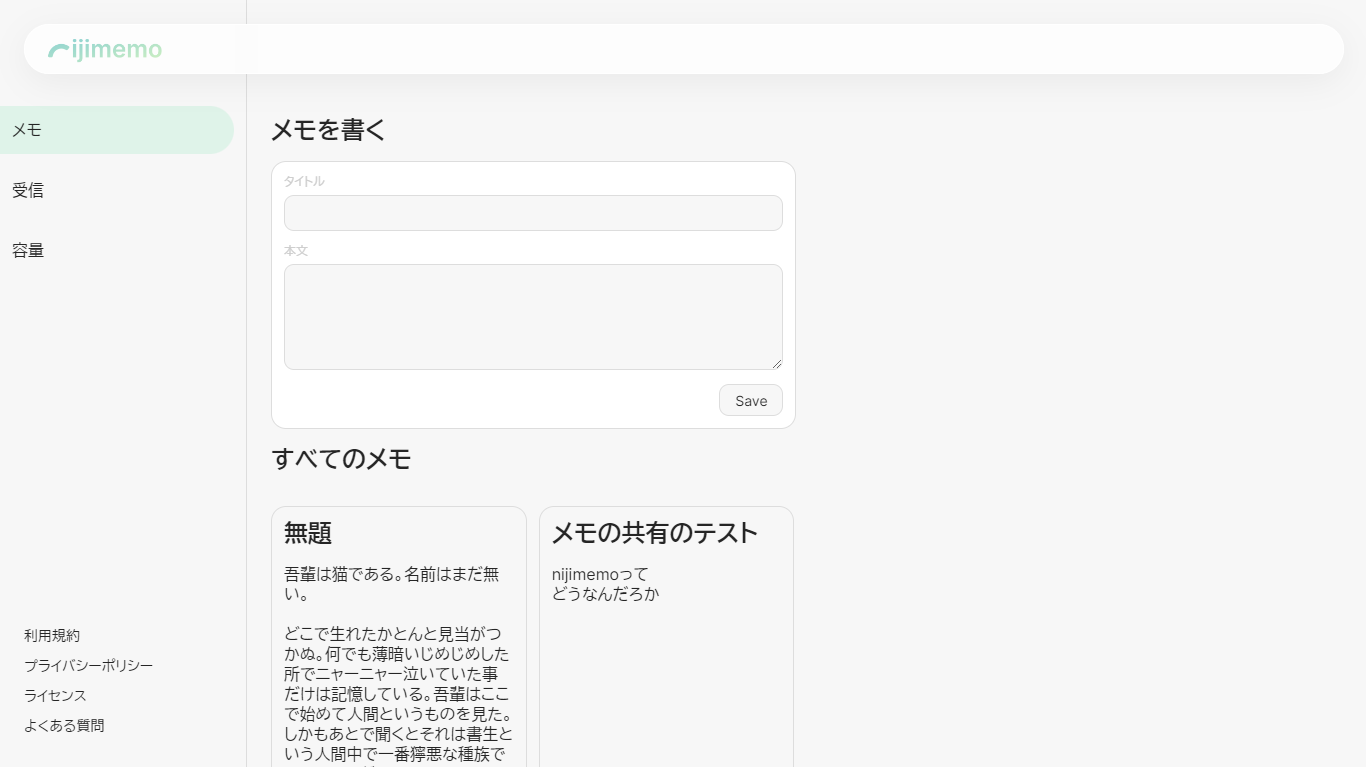 nijimemo
メモ
受信
容量
利用規約
プライバシーポリシー
ライセンス
よくある質問
メモを書く
タイトル
本文
Save
すべてのメモ
無題
吾輩は猫である。名前はまだ無
い。
どこで生れたかとんと見当がつ
かぬ。何でも薄暗いじめじめした
所でニャーニャー泣いていた事
だけは記憶している。吾輩はここ
で始めて人間というものを見た。
しかもあとで聞くとそれは書生と
いう人間中で一番獰悪な種族で
メモの共有のテスト
nijimemoって
どうなんだろか